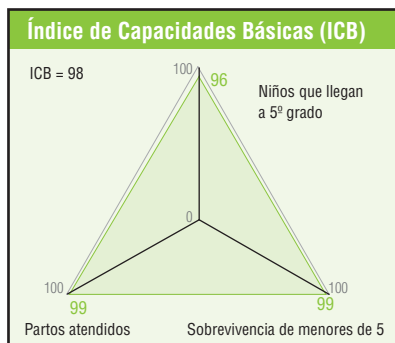 Índice de Capacidades Básicas (ICB)
ICB = 98
100
96
Niños que llegan
a 5º grado
0
100
100
99
99
Partos atendidos
Sobrevivencia de menores de 5